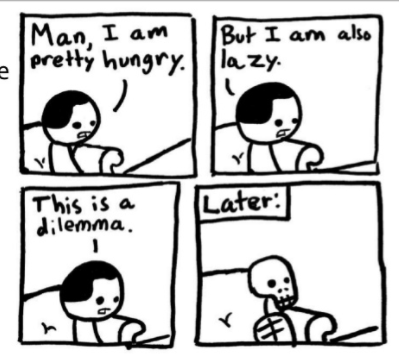 Man, I am
pretty hungry.
But I am also
lazy.
This is a
dilemma.
Later:
e